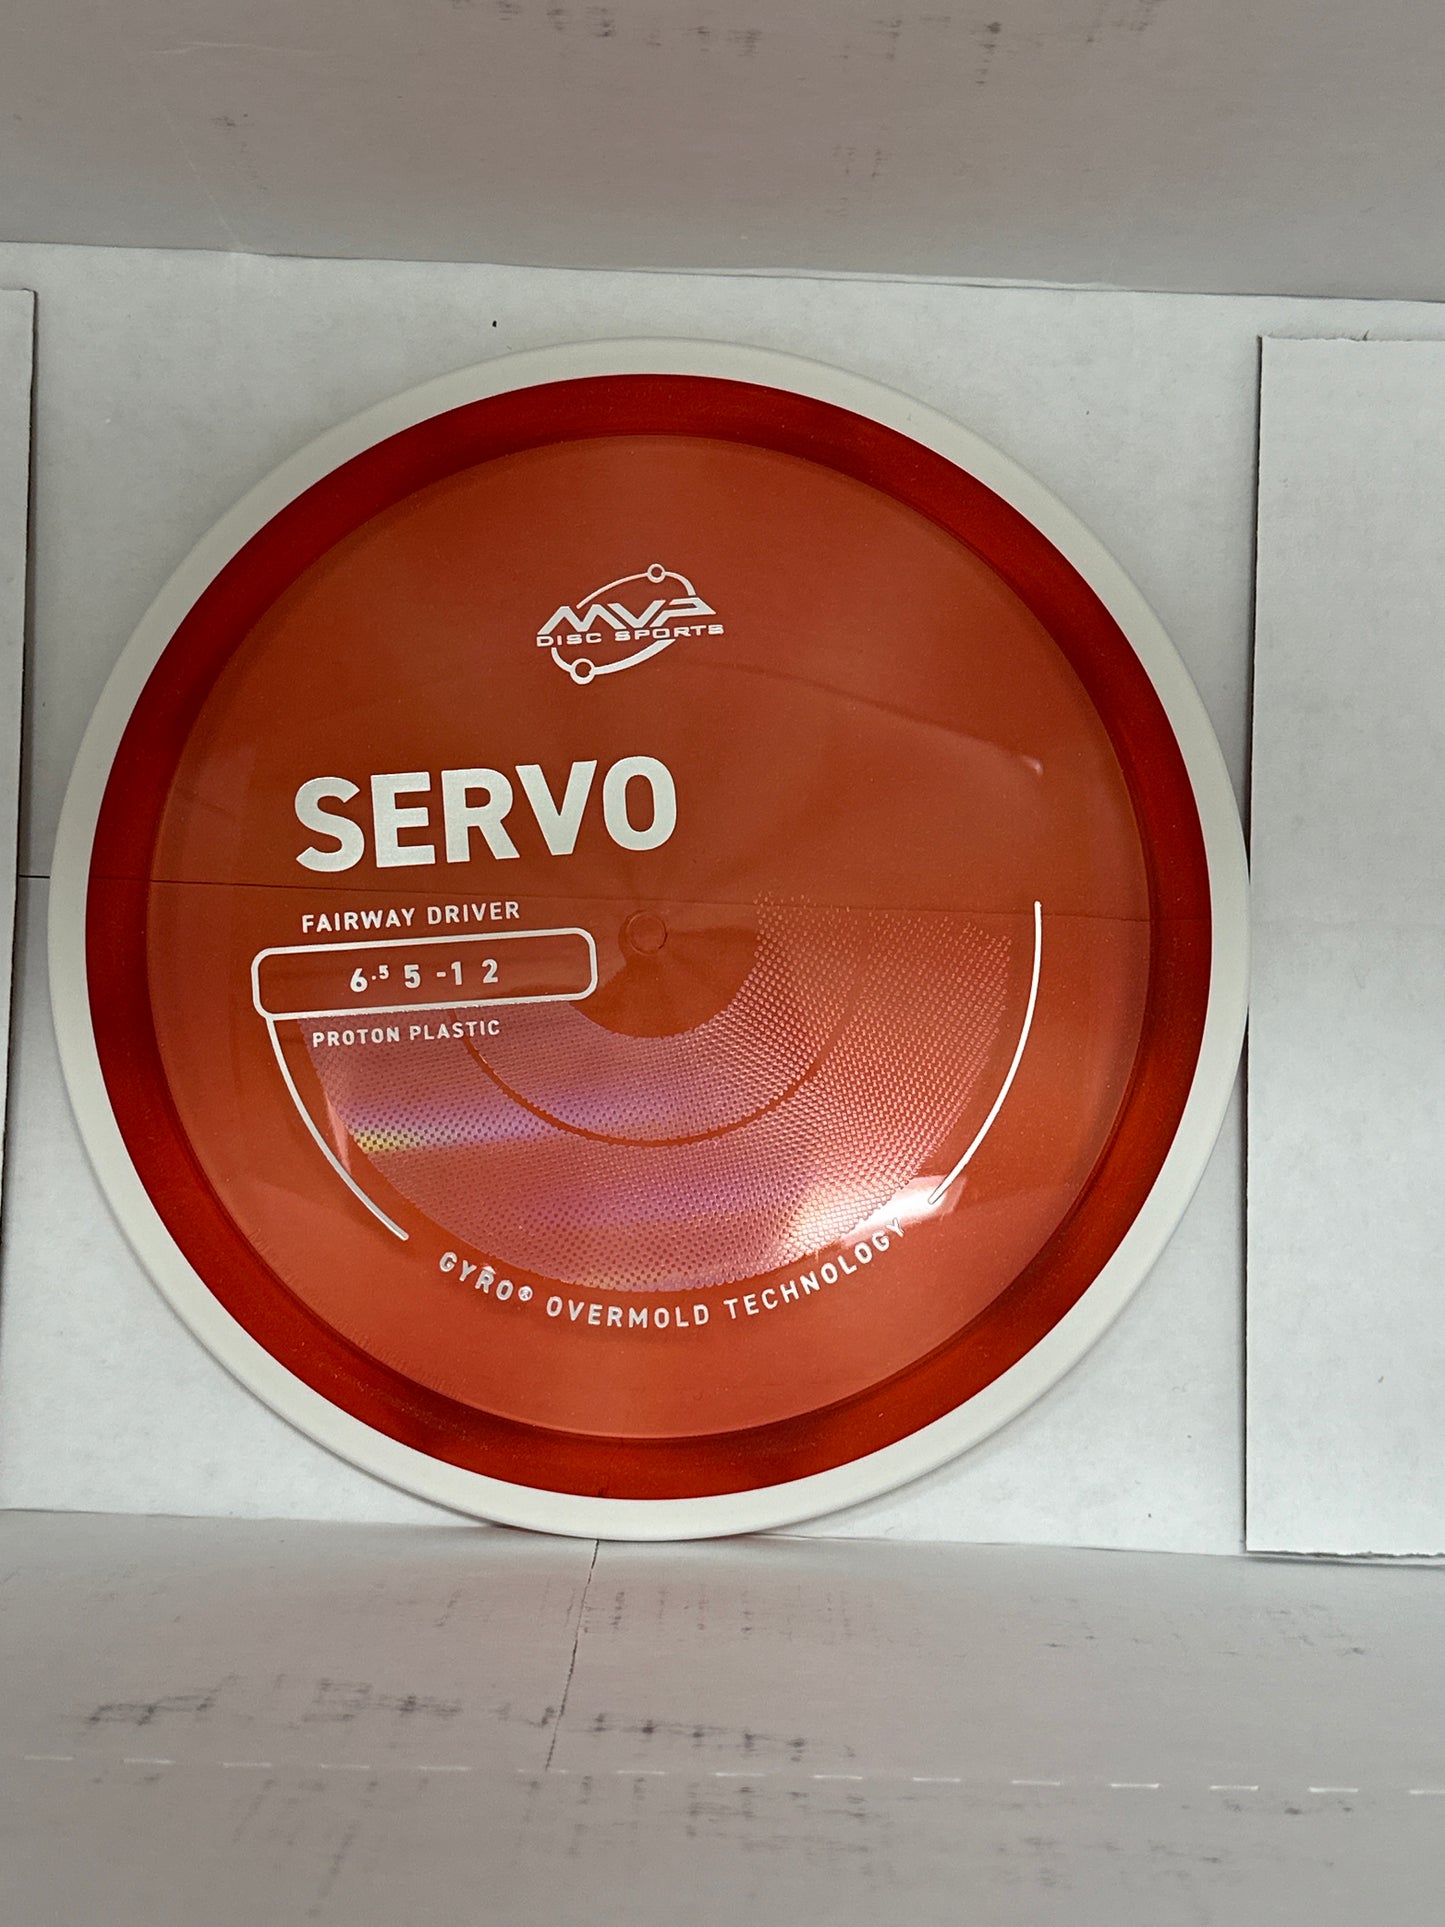 MVP
DISC SPORTS
SERVO
FAIRWAY DRIVER
6.5 5 -1 2
PROTON PLASTIC
GYRO® OVERMOLD TECHNOLOGY